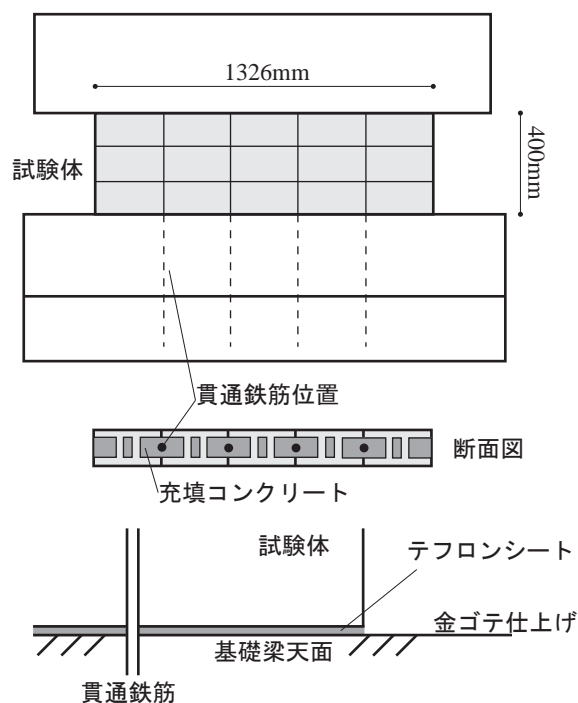 1326mm
試験体
400mm
貫通鉄筋位置
断面図
充填コンクリート
試験体
テフロンシート
金ゴテ仕上げ
基礎梁天面
貫通鉄筋